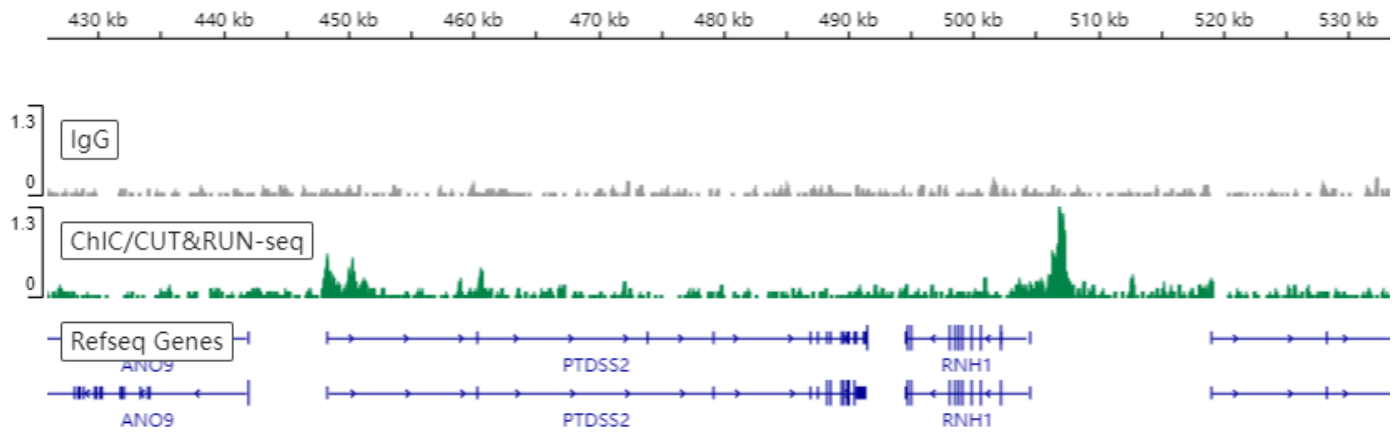 430 kb 440 kb 450 kb 460 kb 470 kb 480 kb 490 kb 500 kb 510 kb 520 kb 530 kb
1.3
IgG
0
1.3
ChIC/CUT&RUN-seq
0
Refseq Genes
ANO9 PTDSS2 RNH1
ANO9 PTDSS2 RNH1